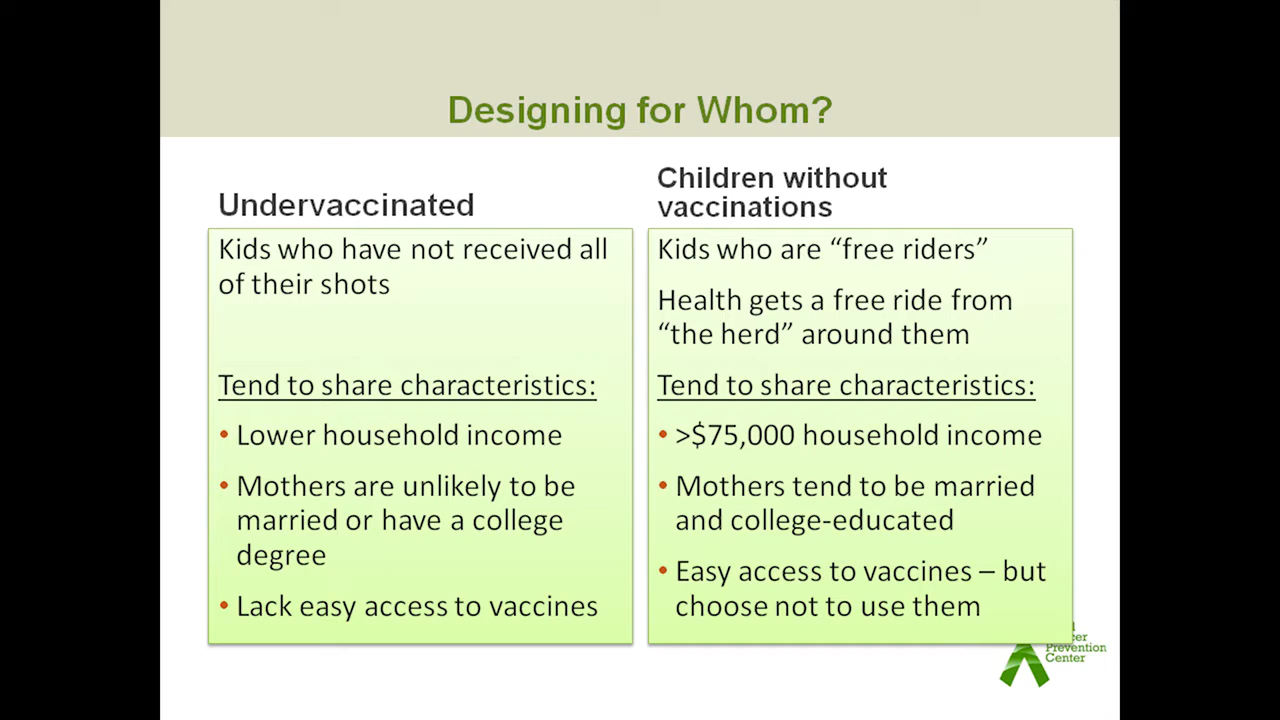 Designing for Whom?
Undervaccinated
Kids who have not received all
of their shots
Tend to share characteristics:
• Lower household income
• Mothers are unlikely to be
married or have a college
degree
• Lack easy access to vaccines
Children without
vaccinations
Kids who are “free riders”
Health gets a free ride from
“the herd” around them
Tend to share characteristics:
• >$75,000 household income
• Mothers tend to be married
and college-educated
• Easy access to vaccines – but
choose not to use them
Prevention
Center